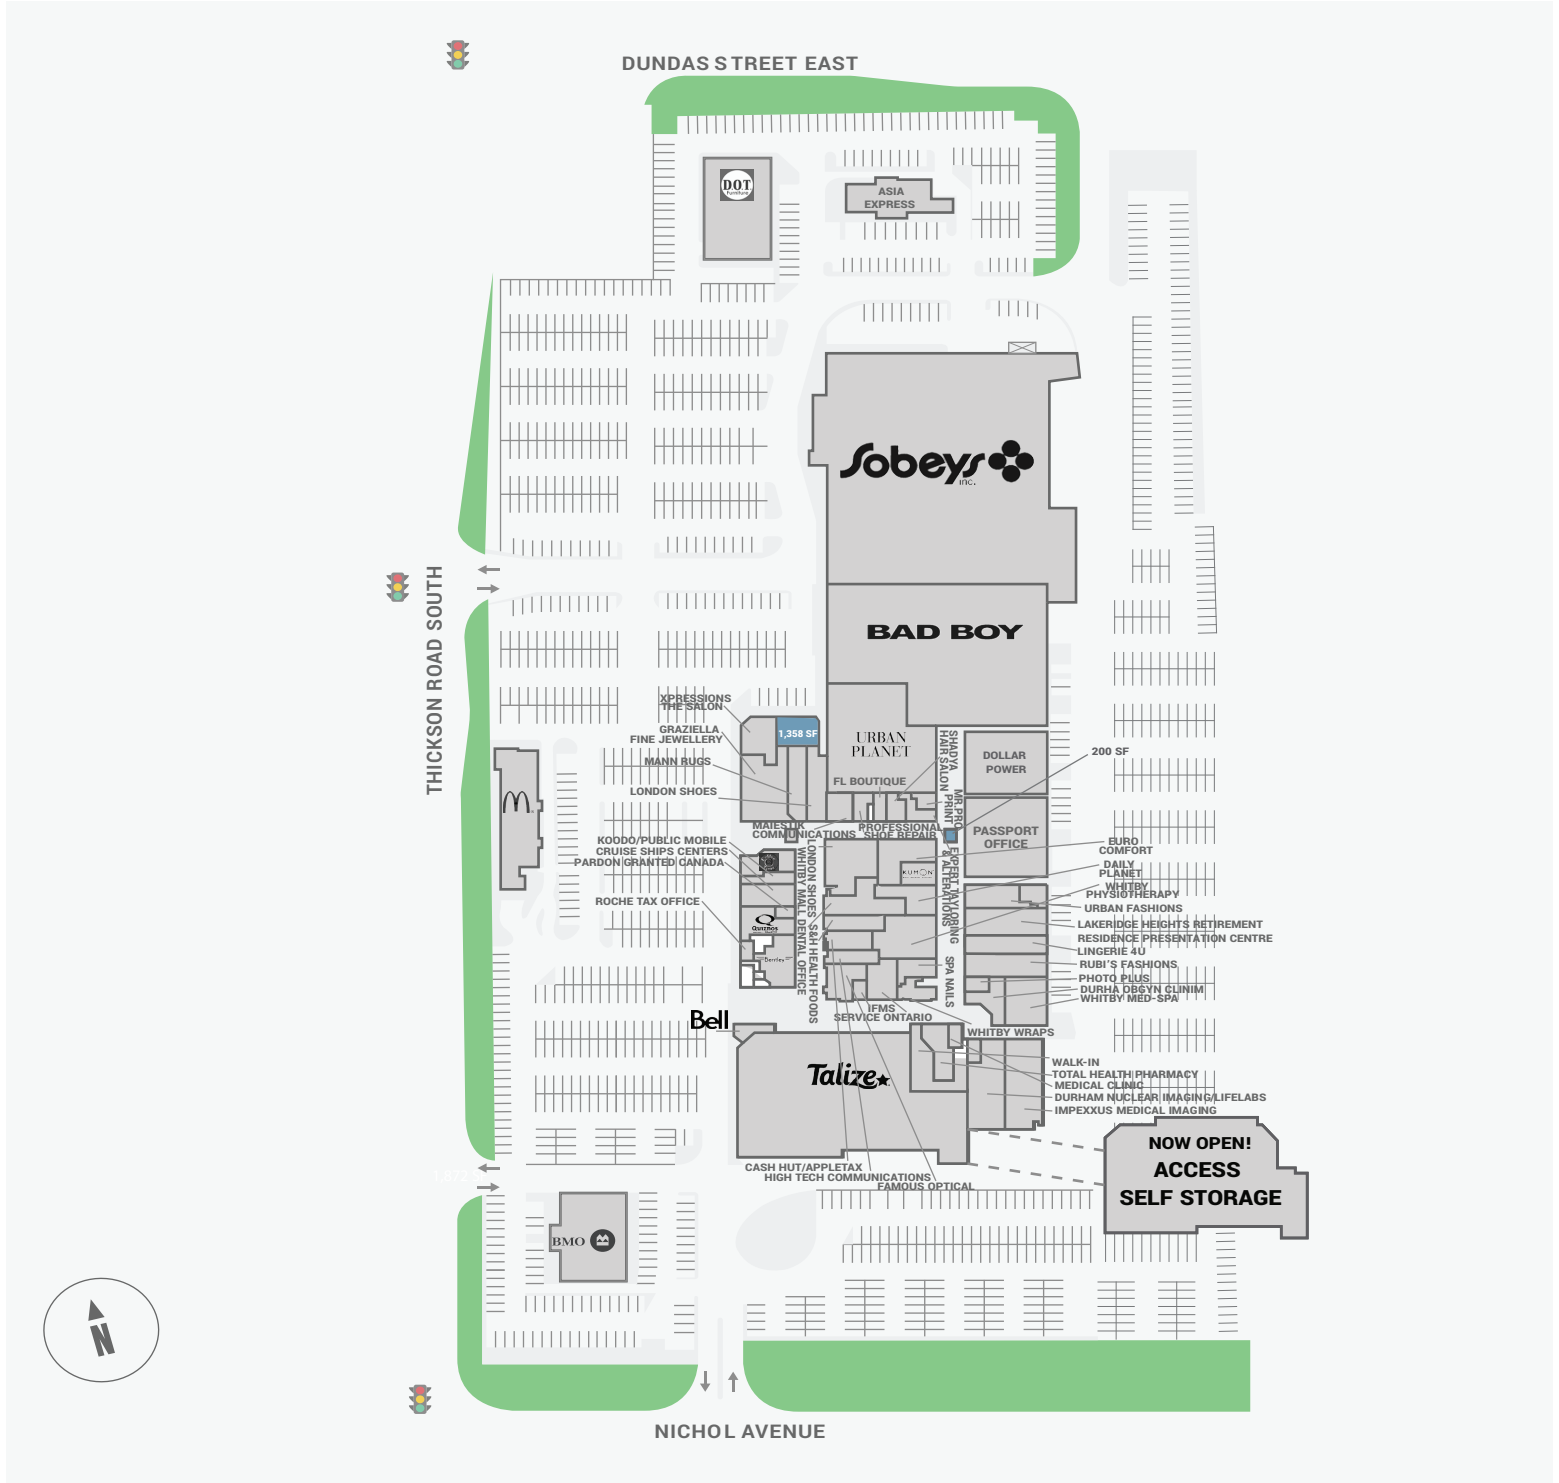 DUNDAS STREET EAST
D.O.T.
Furniture
ASIA
EXPRESS
Sobeys
inc.
THICKSON ROAD SOUTH
BAD BOY
XPRESSIONS
THE SALON
GRAZIELLA
FINE JEWELLERY
MANN RUGS
LONDON SHOES
1,358 SF
URBAN
PLANET
FL BOUTIQUE
SHADYA
HAIR SALON
MR.PRO
PRINT
DOLLAR
POWER
200 SF
PASSPORT
OFFICE
MAIESTIK
COMMUNICATIONS
PROFESSIONAL
SHOE REPAIR
KOODO/PUBLIC MOBILE
CRUISE SHIPS CENTERS
PARDON GRANTED CANADA
ROCHE TAX OFFICE
Quiznos
Bentley
LONDON SHOES
S&H HEALTH FOODS
WHITBY MALL DENTAL OFFICE
KUMON
EXPERT TAYLORING
& ALTERATIONS
SPA NAILS
EURO
COMFORT
DAILY
PLANET
WHITBY
PHYSIOTHERAPY
URBAN FASHIONS
LAKERIDGE HEIGHTS RETIREMENT
RESIDENCE PRESENTATION CENTRE
LINGERIE 4U
RUBI'S FASHIONS
PHOTO PLUS
DURHA OBGYN CLINIM
WHITBY MED-SPA
IFMS
SERVICE ONTARIO
WHITBY WRAPS
Bell
Talize
WALK-IN
TOTAL HEALTH PHARMACY
MEDICAL CLINIC
DURHAM NUCLEAR IMAGING/LIFELABS
IMPEXXUS MEDICAL IMAGING
NOW OPEN!
ACCESS
SELF STORAGE
CASH HUT/APPLETAX
HIGH TECH COMMUNICATIONS
FAMOUS OPTICAL
BMO
N
NICHOL AVENUE